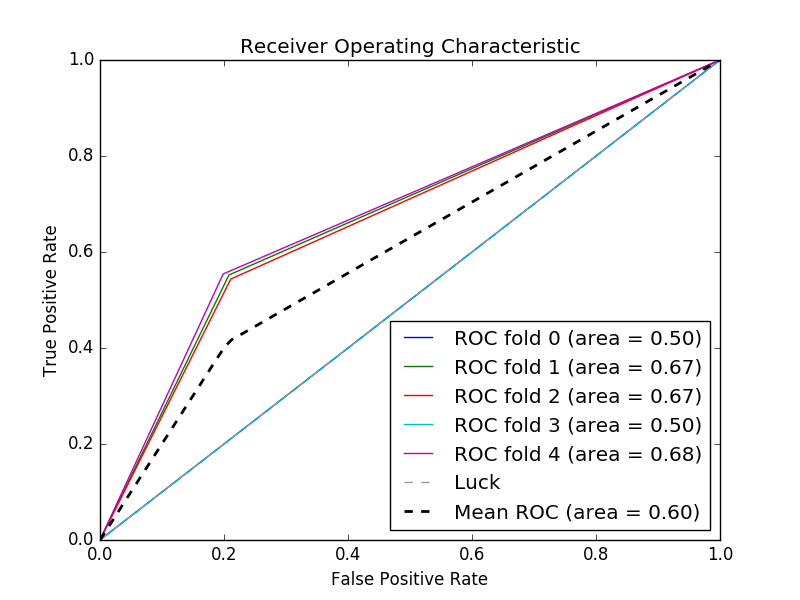 Receiver Operating Characteristic
1.0
0.8
0.6
0.4
0.2
0.0
True Positive Rate
ROC fold 0 (area = 0.50)
ROC fold 1 (area = 0.67)
ROC fold 2 (area = 0.67)
ROC fold 3 (area = 0.50)
ROC fold 4 (area = 0.68)
Luck
Mean ROC (area = 0.60)
0.0 0.2 0.4 0.6 0.8 1.0
False Positive Rate